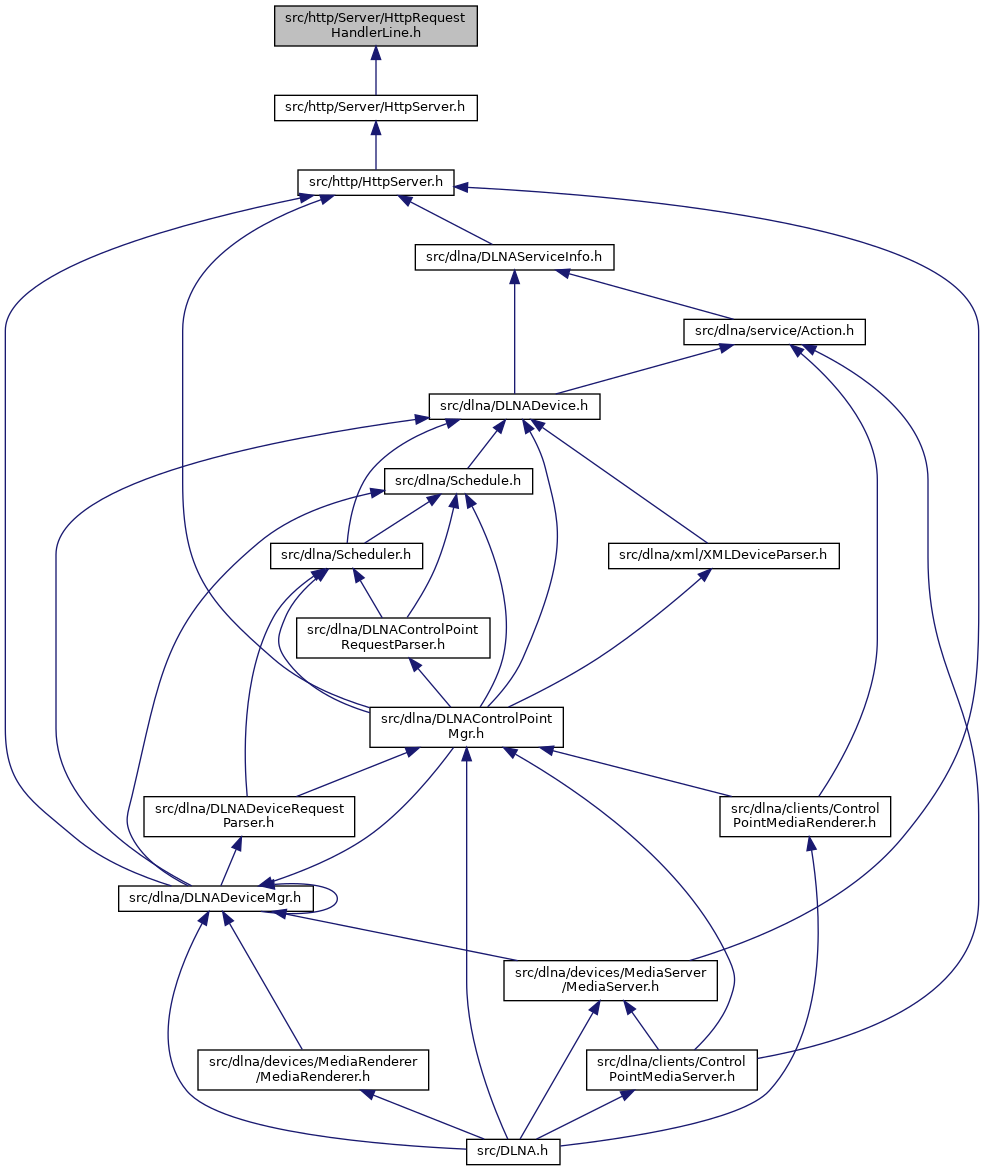 src/http/Server/HttpRequest
HandlerLine.h
src/http/Server/HttpServer.h
src/http/HttpServer.h
src/dlna/DLNAServiceInfo.h
src/dlna/service/Action.h
src/dlna/DLNADevice.h
src/dlna/Schedule.h
src/dlna/Scheduler.h
src/dlna/xml/XMLDeviceParser.h
src/dlna/DLNAControlPoint
RequestParser.h
src/dlna/DLNAControlPoint
Mgr.h
src/dlna/DLNADeviceRequest
Parser.h
src/dlna/clients/Control
PointMediaRenderer.h
src/dlna/DLNADeviceMgr.h
src/dlna/devices/MediaServer
/MediaServer.h
src/dlna/devices/MediaRenderer
/MediaRenderer.h
src/dlna/clients/Control
PointMediaServer.h
src/DLNA.h